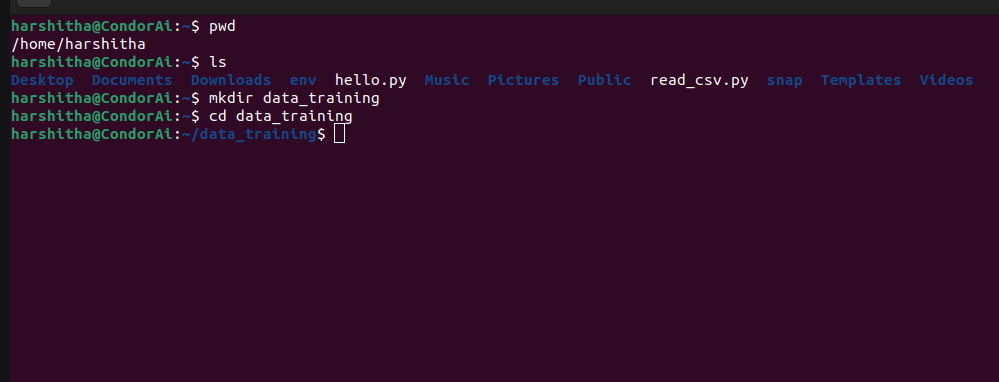 harshitha@CondorAi:~$ pwd
/home/harshitha
harshitha@CondorAi:~$ ls
Desktop  Documents  Downloads  env  hello.py  Music  Pictures  Public  read_csv.py  snap  Templates  Videos
harshitha@CondorAi:~$ mkdir data_training
harshitha@CondorAi:~$ cd data_training
harshitha@CondorAi:~/data_training$